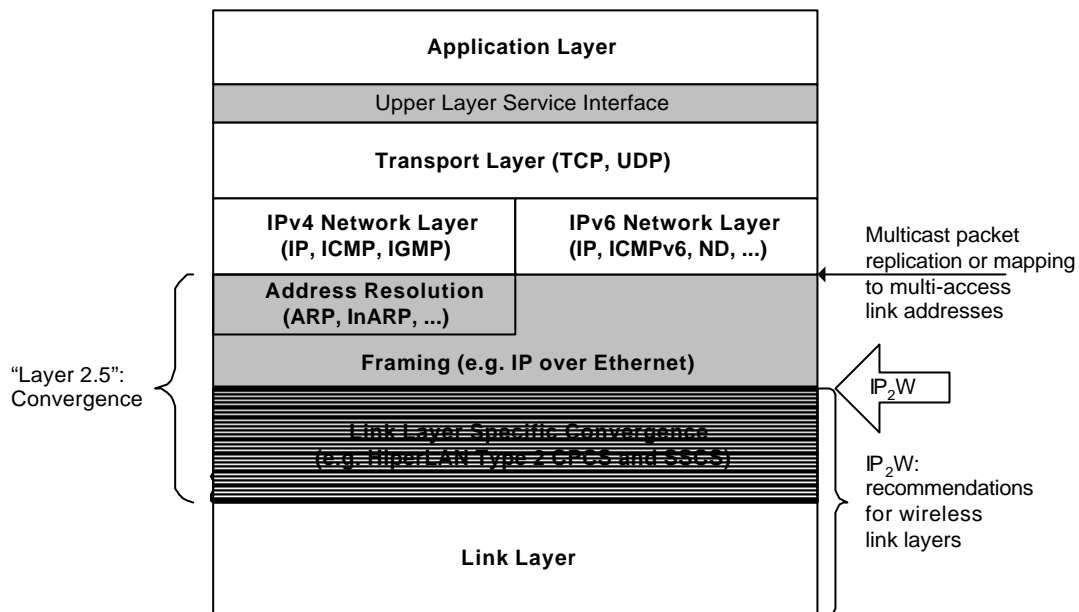 Application Layer
Upper Layer Service Interface
Transport Layer (TCP, UDP)
IPv4 Network Layer
(IP, ICMP, IGMP)
IPv6 Network Layer
(IP, ICMPv6, ND, ...)
Multicast packet
replication or mapping
to multi-access
link addresses
Address Resolution
(ARP, InARP, ...)
Framing (e.g. IP over Ethernet)
“Layer 2.5”:
Convergence
IP₂W
Link Layer Specific Convergence
(e.g. HiperLAN Type 2 CPCS and SSCS)
IP₂W:
recommendations
for wireless
link layers
Link Layer